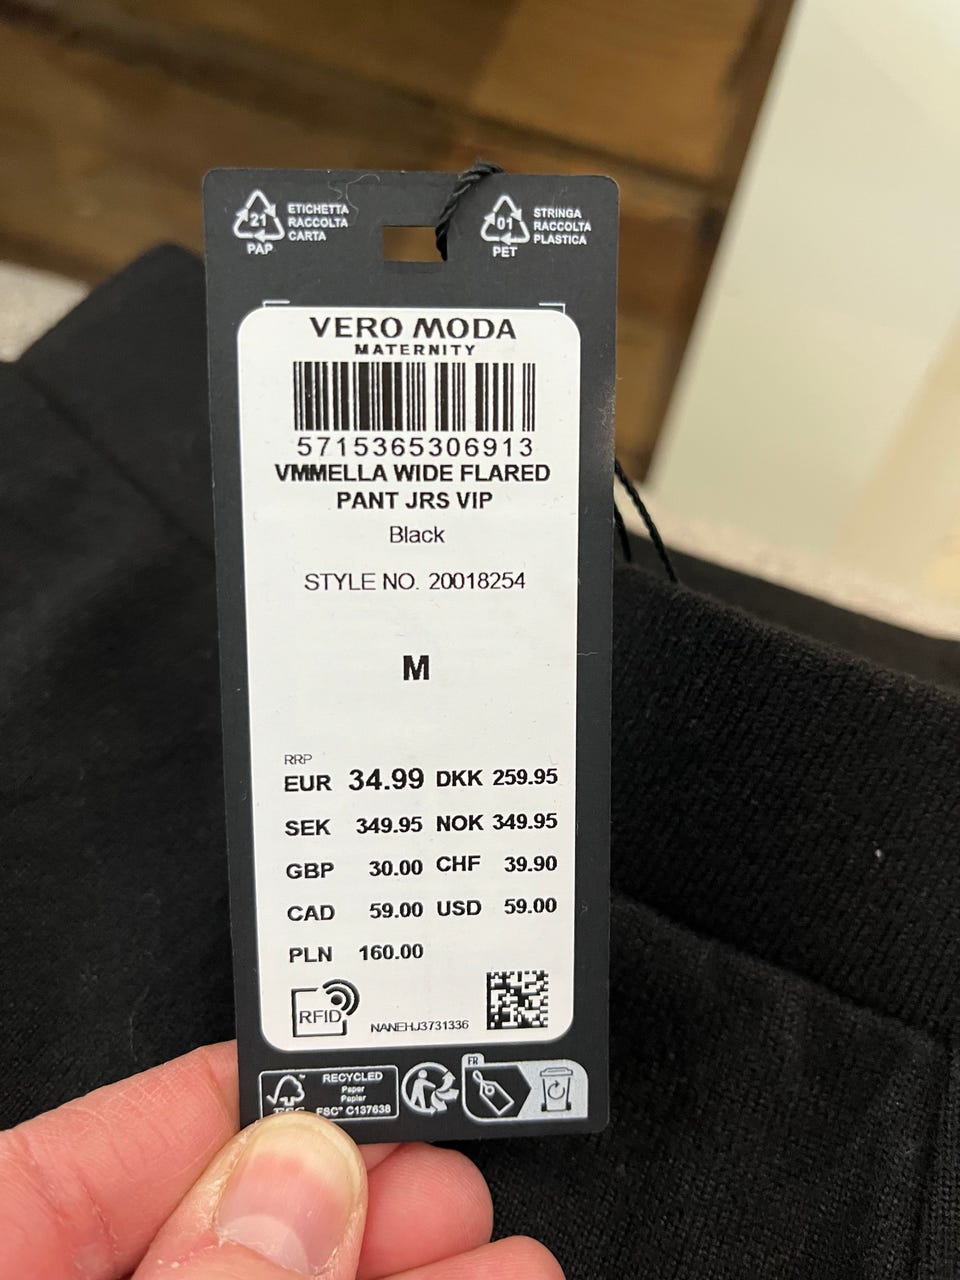 21
PAP
ETICHETTA
RACCOLTA
CARTA
01
PET
STRINGA
RACCOLTA
PLASTICA
VERO MODA
MATERNITY
5715365306913
VMMELLA WIDE FLARED
PANT JRS VIP
Black
STYLE NO. 20018254
M
RRP
EUR 34.99 DKK 259.95
SEK 349.95 NOK 349.95
GBP 30.00 CHF 39.90
CAD 59.00 USD 59.00
PLN 160.00
RFID
NANEHJ3731336
FSC
RECYCLED
Paper
Papier
FSC® C137638
FR